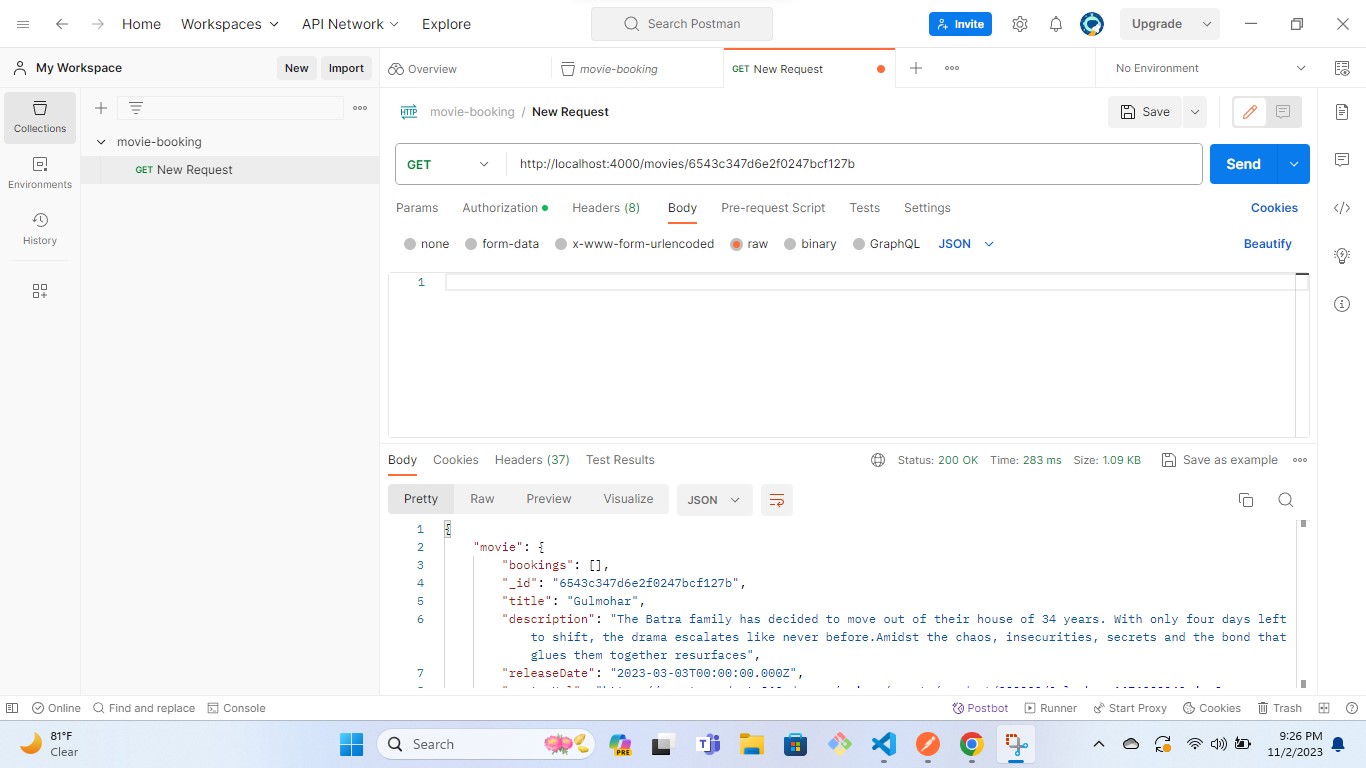 Home Workspaces API Network Explore Search Postman Invite Upgrade
My Workspace New Import Overview movie-booking GET New Request No Environment
Collections
movie-booking
GET New Request
Environments
History
HTTP movie-booking / New Request Save
GET http://localhost:4000/movies/6543c347d6e2f0247bcf127b Send
Params Authorization Headers (8) Body Pre-request Script Tests Settings Cookies
none form-data x-www-form-urlencoded raw binary GraphQL JSON Beautify
1
Body Cookies Headers (37) Test Results Status: 200 OK Time: 283 ms Size: 1.09 KB Save as example
Pretty Raw Preview Visualize JSON
1 {
2 "movie": {
3 "bookings": [],
4 "_id": "6543c347d6e2f0247bcf127b",
5 "title": "Gulmohar",
6 "description": "The Batra family has decided to move out of their house of 34 years. With only four days left
to shift, the drama escalates like never before.Amidst the chaos, insecurities, secrets and the bond that
glues them together resurfaces",
7 "releaseDate": "2023-03-03T00:00:00.000Z",
Online Find and replace Console Postbot Runner Start Proxy Cookies Trash
81°F
Clear
Search
PRE
9:26 PM
11/2/2023